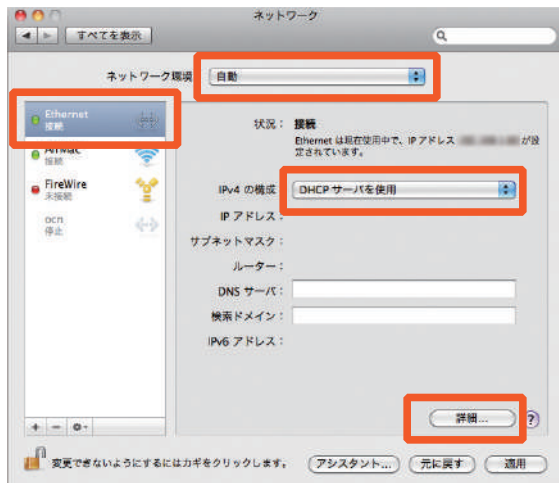 ネットワーク
すべてを表示
ネットワーク環境 自動
Ethernet
接続
AirMac
接続
FireWire
未接続
ocn
停止
状況： 接続
Ethernet は現在使用中で、IP アドレス が設
定されています。
IPv4 の構成 DHCP サーバを使用
IP アドレス：
サブネットマスク：
ルーター：
DNS サーバ：
検索ドメイン：
IPv6 アドレス：
詳細... ?
変更できないようにするにはカギをクリックします。
アシスタント... 元に戻す 適用